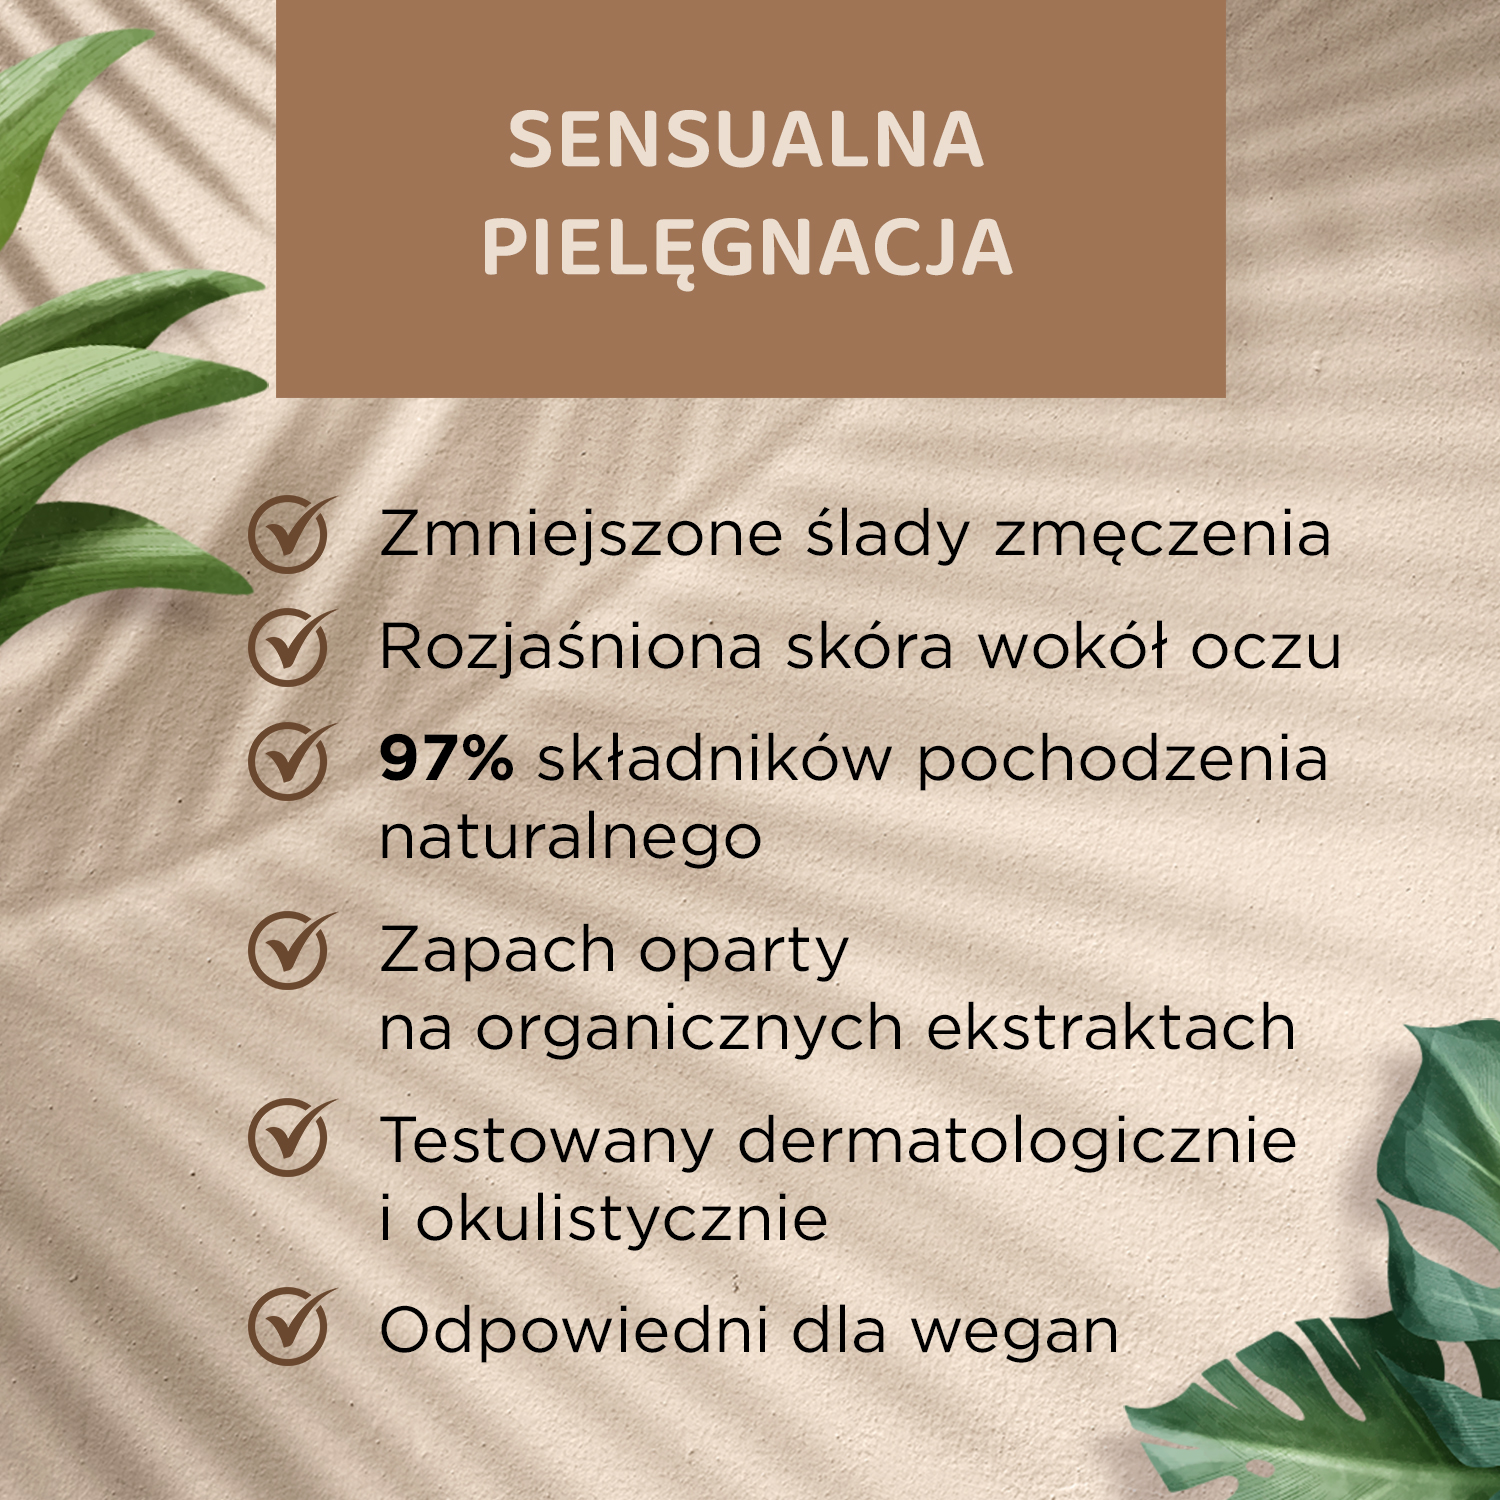 SENSUALNA
PIELĘGNACJA
Zmniejszone ślady zmęczenia
Rozjaśniona skóra wokół oczu
97% składników pochodzenia
naturalnego
Zapach oparty
na organicznych ekstraktach
Testowany dermatologicznie
i okulistycznie
Odpowiedni dla wegan